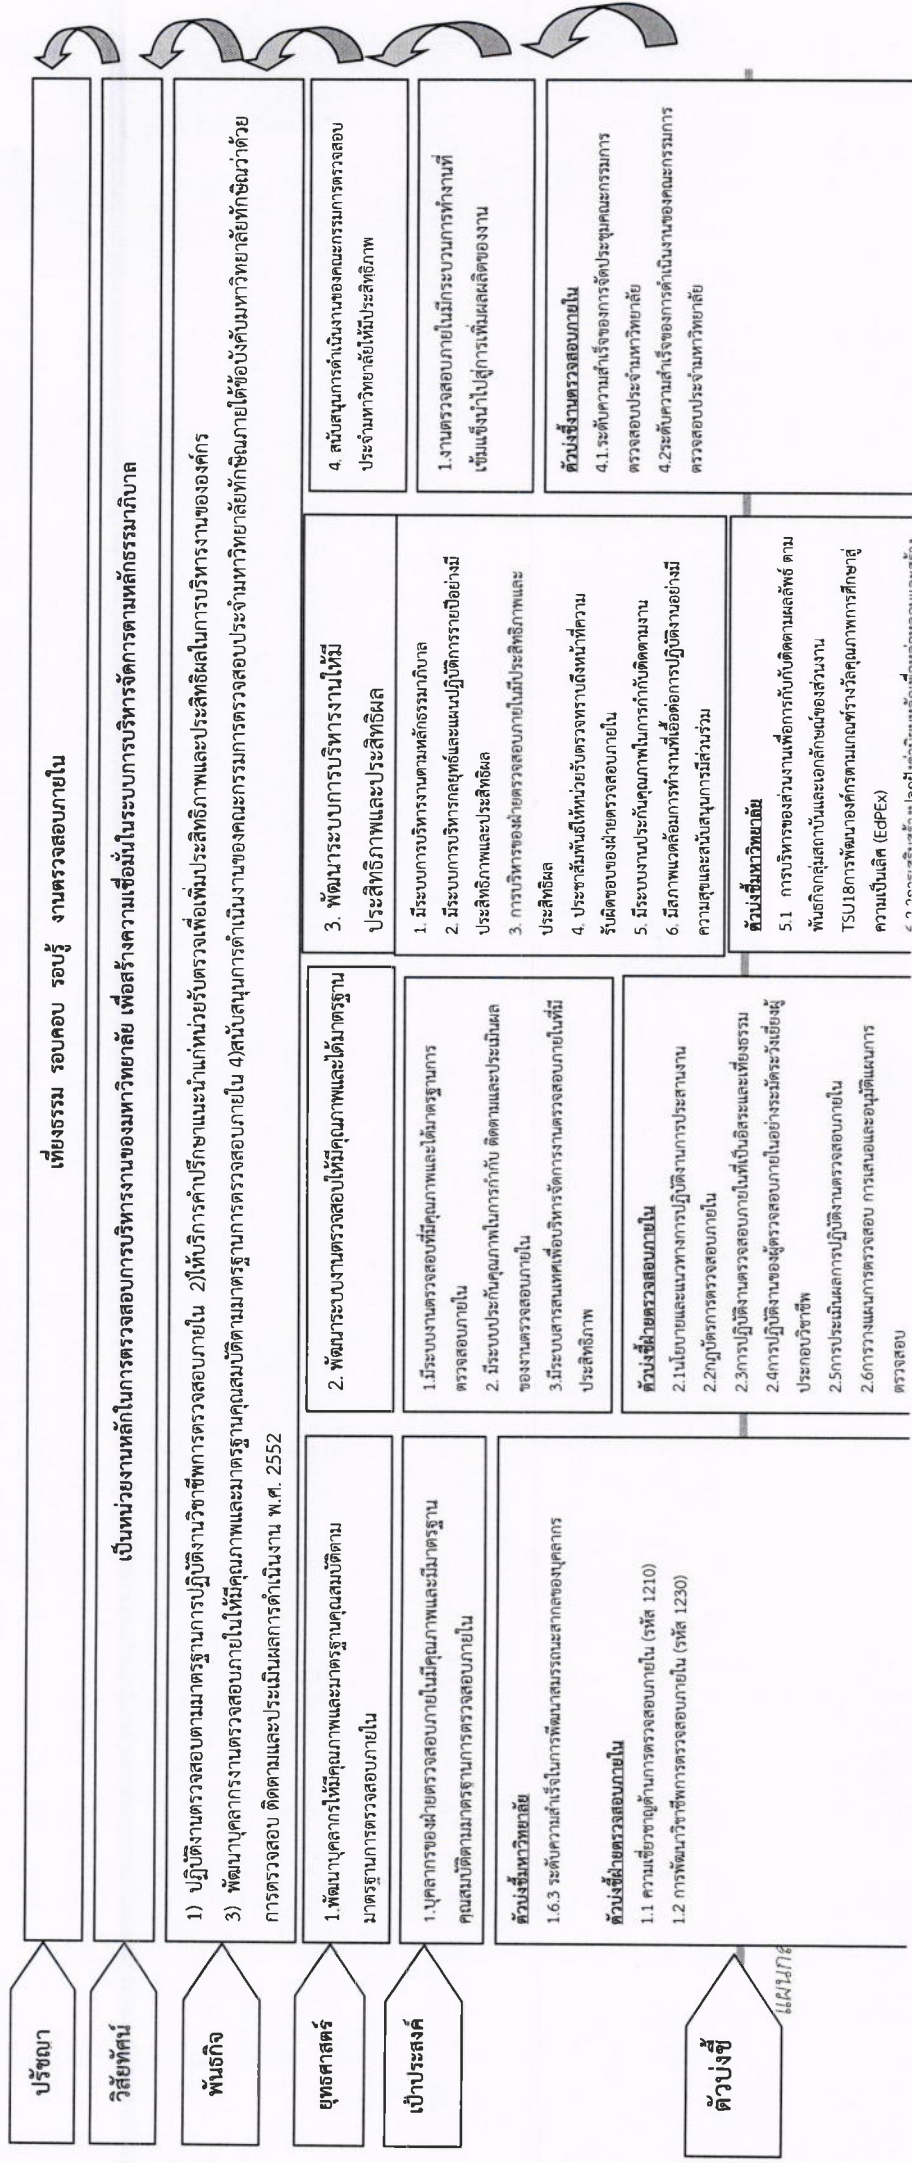 ปรัชญา
เที่ยงธรรม รอบคอบ รอบรู้ งานตรวจสอบภายใน
วิสัยทัศน์
เป็นหน่วยงานหลักในการตรวจสอบการบริหารงานของมหาวิทยาลัย เพื่อสร้างความเชื่อมั่นในระบบการบริหารจัดการตามหลักธรรมาภิบาล
พันธกิจ
1) ปฏิบัติงานตรวจสอบตามมาตรฐานการปฏิบัติงานวิชาชีพการตรวจสอบภายใน 2)ให้บริการคำปรึกษาแนะนำแก่หน่วยรับตรวจเพื่อเพิ่มประสิทธิภาพและประสิทธิผลในการบริหารงานขององค์กร
3) พัฒนาบุคลากรงานตรวจสอบภายในให้มีคุณภาพและมาตรฐานคุณสมบัติตามมาตรฐานการตรวจสอบภายใน 4)สนับสนุนการดำเนินงานของคณะกรรมการตรวจสอบประจำมหาวิทยาลัยทักษิณภายใต้ข้อบังคับมหาวิทยาลัยทักษิณว่าด้วย
การตรวจสอบ ติดตามและประเมินผลการดำเนินงาน พ.ศ. 2552
ยุทธศาสตร์
1.พัฒนาบุคลากรให้มีคุณภาพและมาตรฐานคุณสมบัติตาม
มาตรฐานการตรวจสอบภายใน
2. พัฒนาระบบงานตรวจสอบให้มีคุณภาพและได้มาตรฐาน
3. พัฒนาระบบการบริหารงานให้มี
ประสิทธิภาพและประสิทธิผล
4. สนับสนุนการดำเนินงานของคณะกรรมการตรวจสอบ
ประจำมหาวิทยาลัยให้มีประสิทธิภาพ
เป้าประสงค์
1.บุคลากรของฝ่ายตรวจสอบภายในมีคุณภาพและมีมาตรฐาน
คุณสมบัติตามมาตรฐานการตรวจสอบภายใน
1.มีระบบงานตรวจสอบที่มีคุณภาพและได้มาตรฐานการ
ตรวจสอบภายใน
2. มีระบบประกันคุณภาพในการกำกับ ติดตามและประเมินผล
ของงานตรวจสอบภายใน
3.มีระบบสารสนเทศเพื่อบริหารจัดการงานตรวจสอบภายในที่มี
ประสิทธิภาพ
1. มีระบบการบริหารงานตามหลักธรรมาภิบาล
2. มีระบบการบริหารกลยุทธ์และแผนปฏิบัติการรายปีอย่างมี
ประสิทธิภาพและประสิทธิผล
3. การบริหารของฝ่ายตรวจสอบภายในมีประสิทธิภาพและ
ประสิทธิผล
4. ประชาสัมพันธ์ให้หน่วยรับตรวจทราบถึงหน้าที่ความ
รับผิดชอบของฝ่ายตรวจสอบภายใน
5. มีระบบงานประกันคุณภาพในการกำกับติดตามงาน
6. มีสภาพแวดล้อมการทำงานที่เอื้อต่อการปฏิบัติงานอย่างมี
ความสุขและสนับสนุนการมีส่วนร่วม
1.งานตรวจสอบภายในมีกระบวนการทำงานที่
เข้มแข็งนำไปสู่การเพิ่มผลผลิตของงาน
ตัวบ่งชี้
ตัวบ่งชี้มหาวิทยาลัย
1.6.3 ระดับความสำเร็จในการพัฒนาสมรรถนะสากลของบุคลากร
ตัวบ่งชี้ฝ่ายตรวจสอบภายใน
1.1 ความเชี่ยวชาญด้านการตรวจสอบภายใน (รหัส 1210)
1.2 การพัฒนาวิชาชีพการตรวจสอบภายใน (รหัส 1230)
ตัวบ่งชี้ฝ่ายตรวจสอบภายใน
2.1นโยบายและแนวทางการปฏิบัติงานการประสานงาน
2.2กฎบัตรการตรวจสอบภายใน
2.3การปฏิบัติงานตรวจสอบภายในที่เป็นอิสระและเที่ยงธรรม
2.4การปฏิบัติงานของผู้ตรวจสอบภายในอย่างระมัดระวังเยี่ยงผู้
ประกอบวิชาชีพ
2.5การประเมินผลการปฏิบัติงานตรวจสอบภายใน
2.6การวางแผนการตรวจสอบ การเสนอและอนุมัติแผนการ
ตรวจสอบ
ตัวบ่งชี้มหาวิทยาลัย
5.1 การบริหารของส่วนงานเพื่อการกำกับติดตามผลลัพธ์ ตาม
พันธกิจกลุ่มสถาบันและเอกลักษณ์ของส่วนงาน
TSU18การพัฒนาองค์กรตามเกณฑ์รางวัลคุณภาพการศึกษาสู่
ความเป็นเลิศ (EdPEx)
ตัวบ่งชี้งานตรวจสอบภายใน
4.1.ระดับความสำเร็จของการจัดประชุมคณะกรรมการ
ตรวจสอบประจำมหาวิทยาลัย
4.2ระดับความสำเร็จของการดำเนินงานของคณะกรรมการ
ตรวจสอบประจำมหาวิทยาลัย